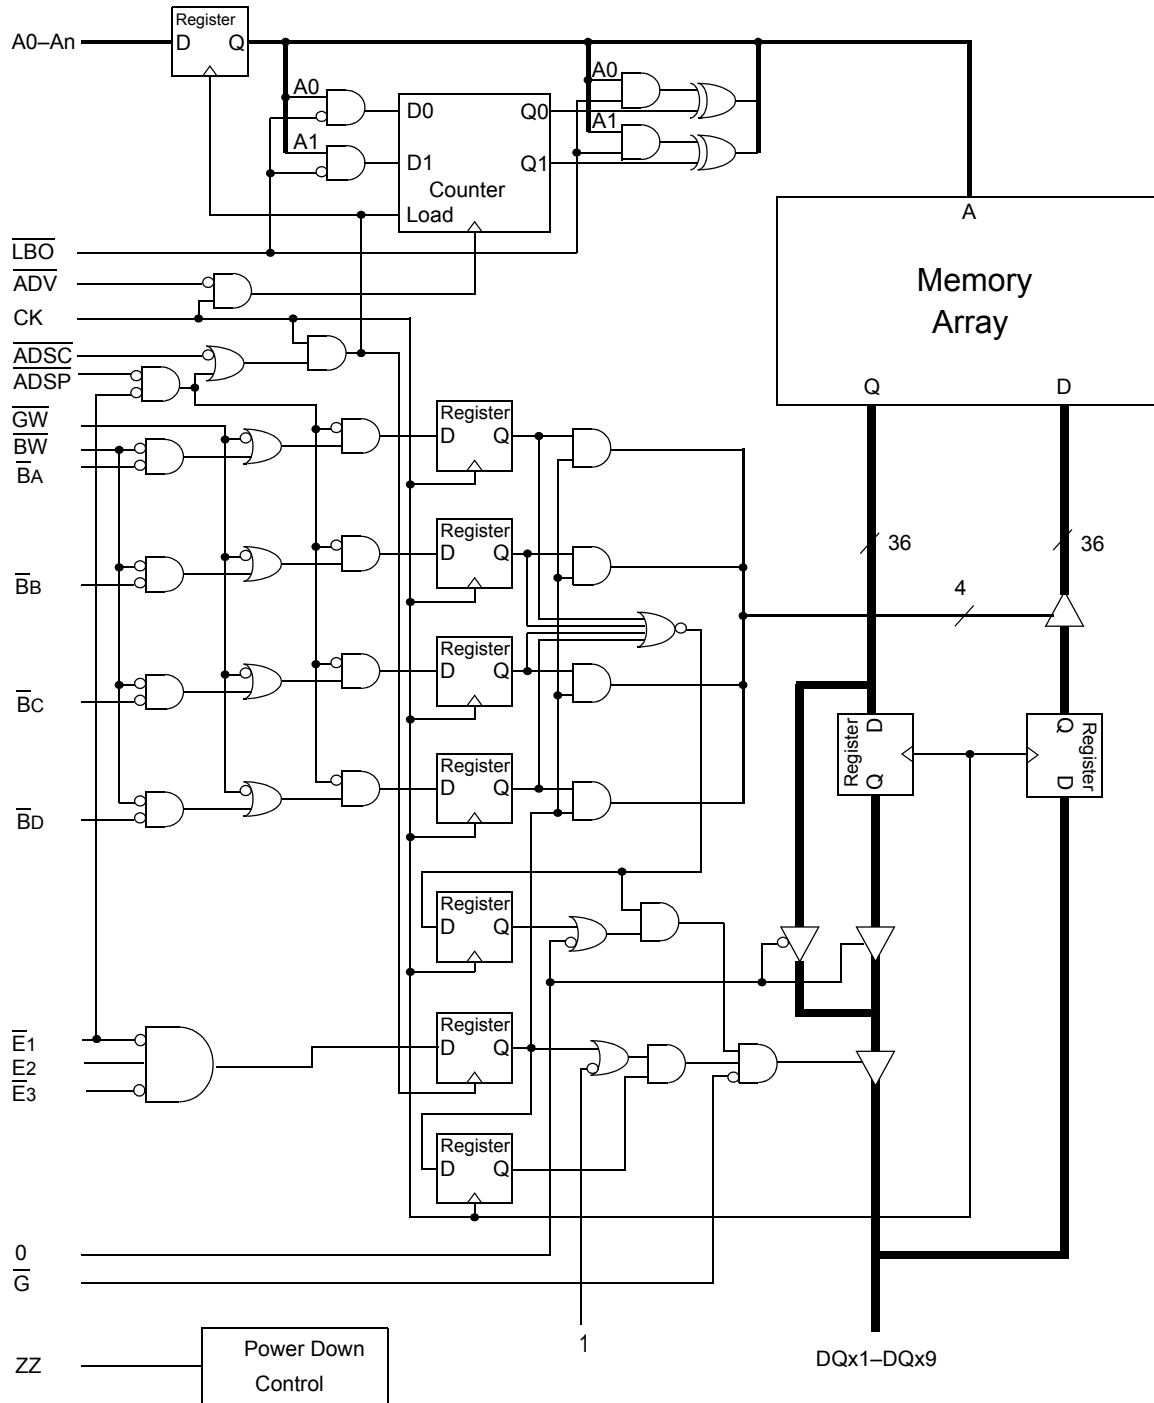 Register
A0–An
D Q
A0
A0
D0
Q0
A1
A1
D1
Q1
Counter
Load
A
LBO
ADV
Memory
Array
CK
ADSC
ADSP
Q
D
GW
BW
BA
Register
D Q
Register
D Q
36
36
BB
4
Register
D Q
BC
Register
D
Q
Q
Register
D
Register
D Q
BD
Register
D Q
Register
D Q
E1
E2
E3
Register
D Q
0
G
1
Power Down
Control
ZZ
DQx1–DQx9